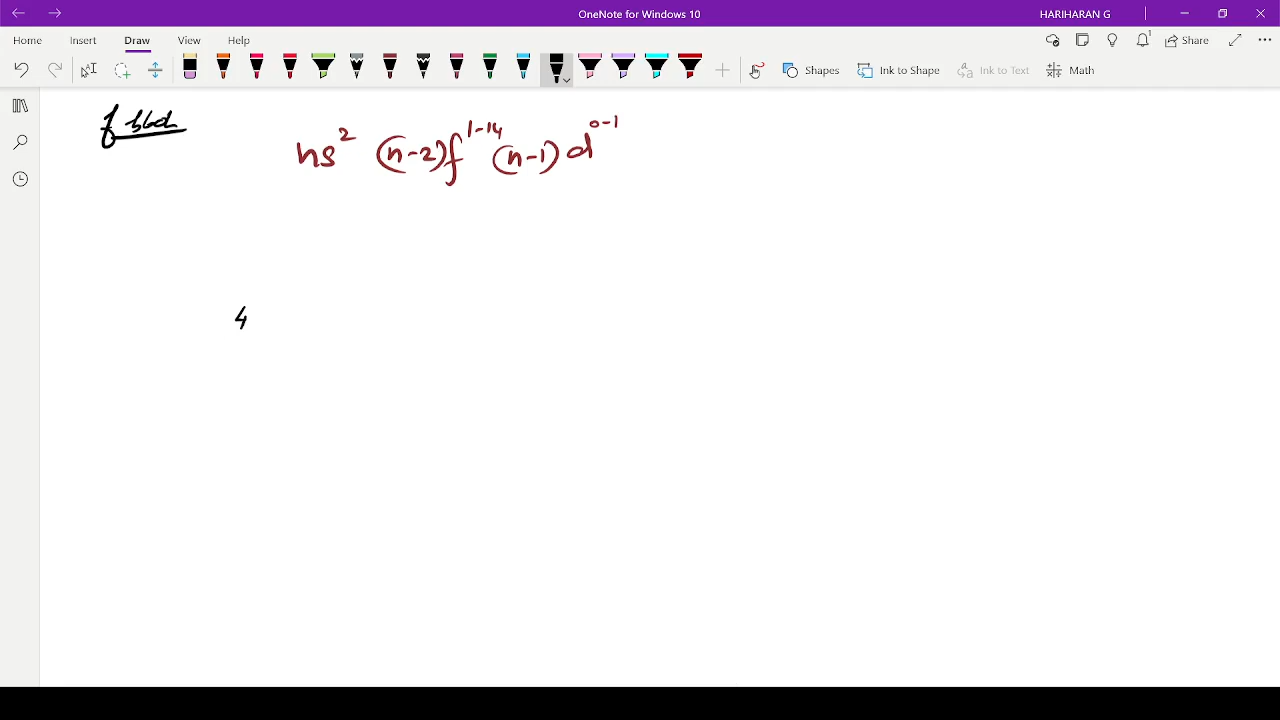 OneNote for Windows 10
HARIHARAN G
Home Insert Draw View Help
Share
Shapes Ink to Shape Ink to Text Math
f block
ns² (n-2)f¹⁻¹⁴ (n-1)d⁰⁻¹
4